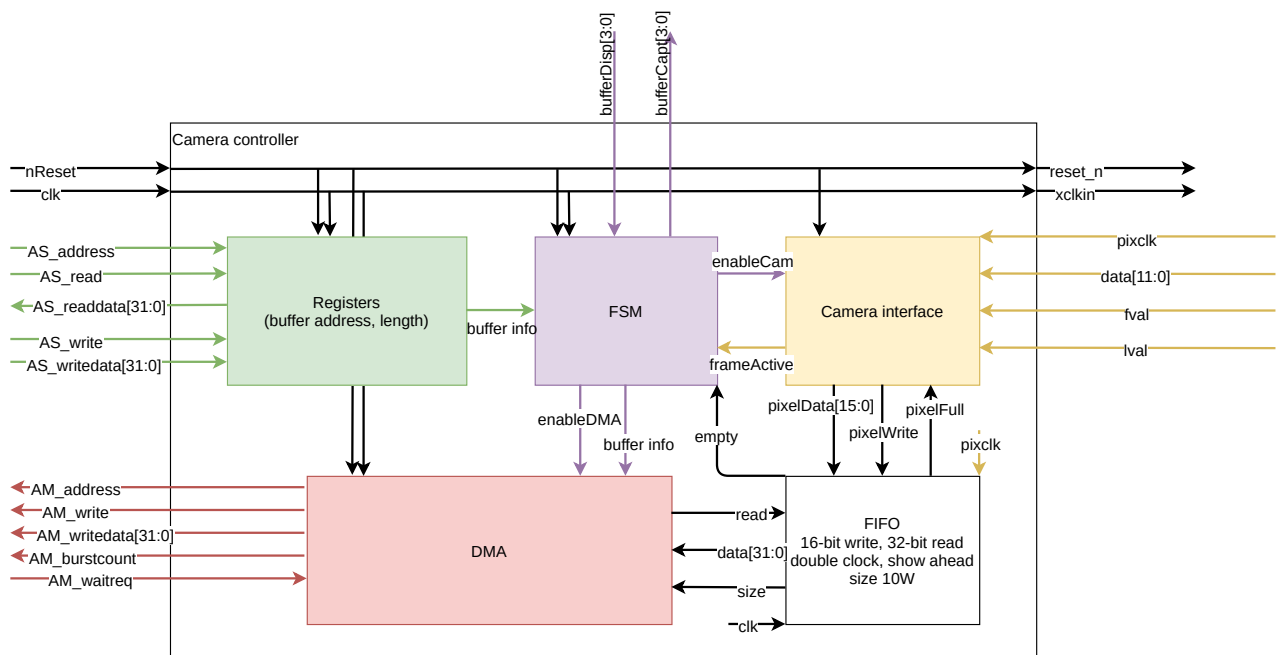 bufferDisp[3:0]
bufferCapt[3:0]
Camera controller
nReset
reset_n
clk
xclkin
AS_address
AS_read
AS_readdata[31:0]
AS_write
AS_writedata[31:0]
Registers
(buffer address, length)
buffer info
FSM
enableCam
frameActive
Camera interface
pixclk
data[11:0]
fval
lval
enableDMA
buffer info
empty
pixelData[15:0]
pixelWrite
pixelFull
pixclk
AM_address
AM_write
AM_writedata[31:0]
AM_burstcount
AM_waitreq
DMA
read
data[31:0]
size
clk
FIFO
16-bit write, 32-bit read
double clock, show ahead
size 10W